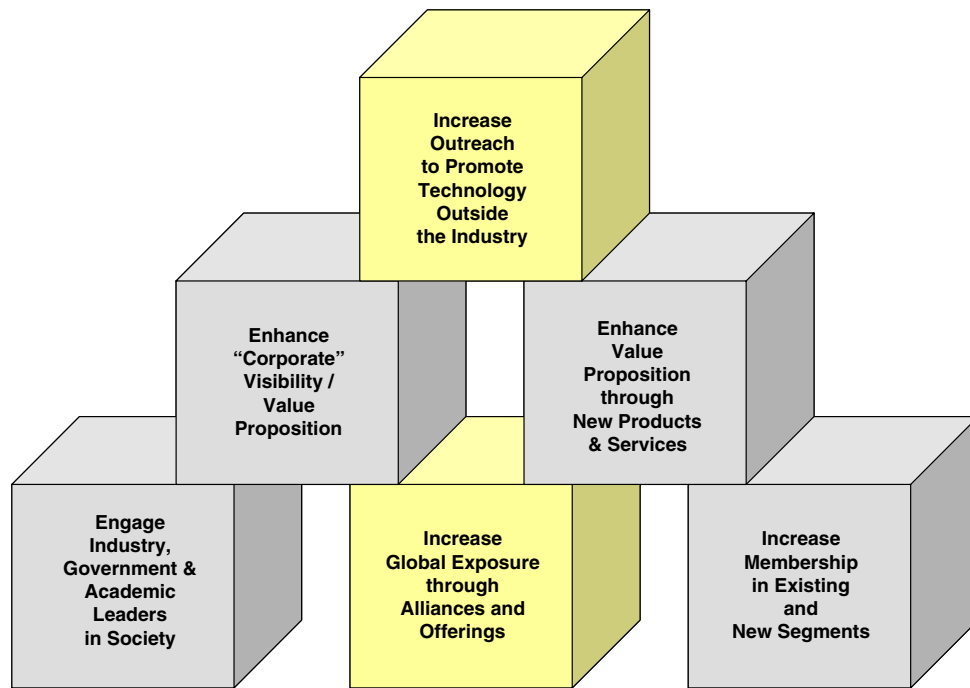 Increase
Outreach
to Promote
Technology
Outside
the Industry
Enhance
“Corporate”
Visibility /
Value
Proposition
Enhance
Value
Proposition
through
New Products
& Services
Engage
Industry,
Government &
Academic
Leaders
in Society
Increase
Global Exposure
through
Alliances and
Offerings
Increase
Membership
in Existing
and
New Segments